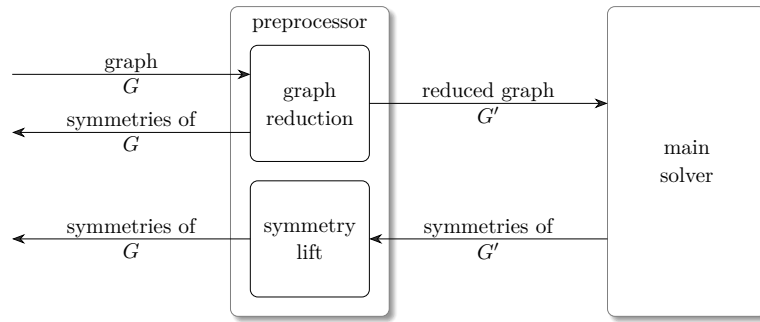 preprocessor
graph
G
symmetries of
G
graph
reduction
reduced graph
G′
main
solver
symmetries of
G
symmetry
lift
symmetries of
G′